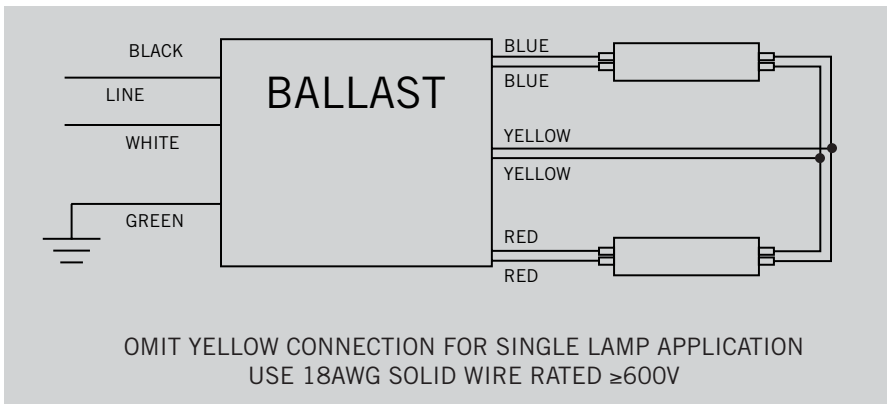 BLACK
LINE
WHITE
GREEN
BALLAST
BLUE
BLUE
YELLOW
YELLOW
RED
RED
OMIT YELLOW CONNECTION FOR SINGLE LAMP APPLICATION
USE 18AWG SOLID WIRE RATED ≥600V